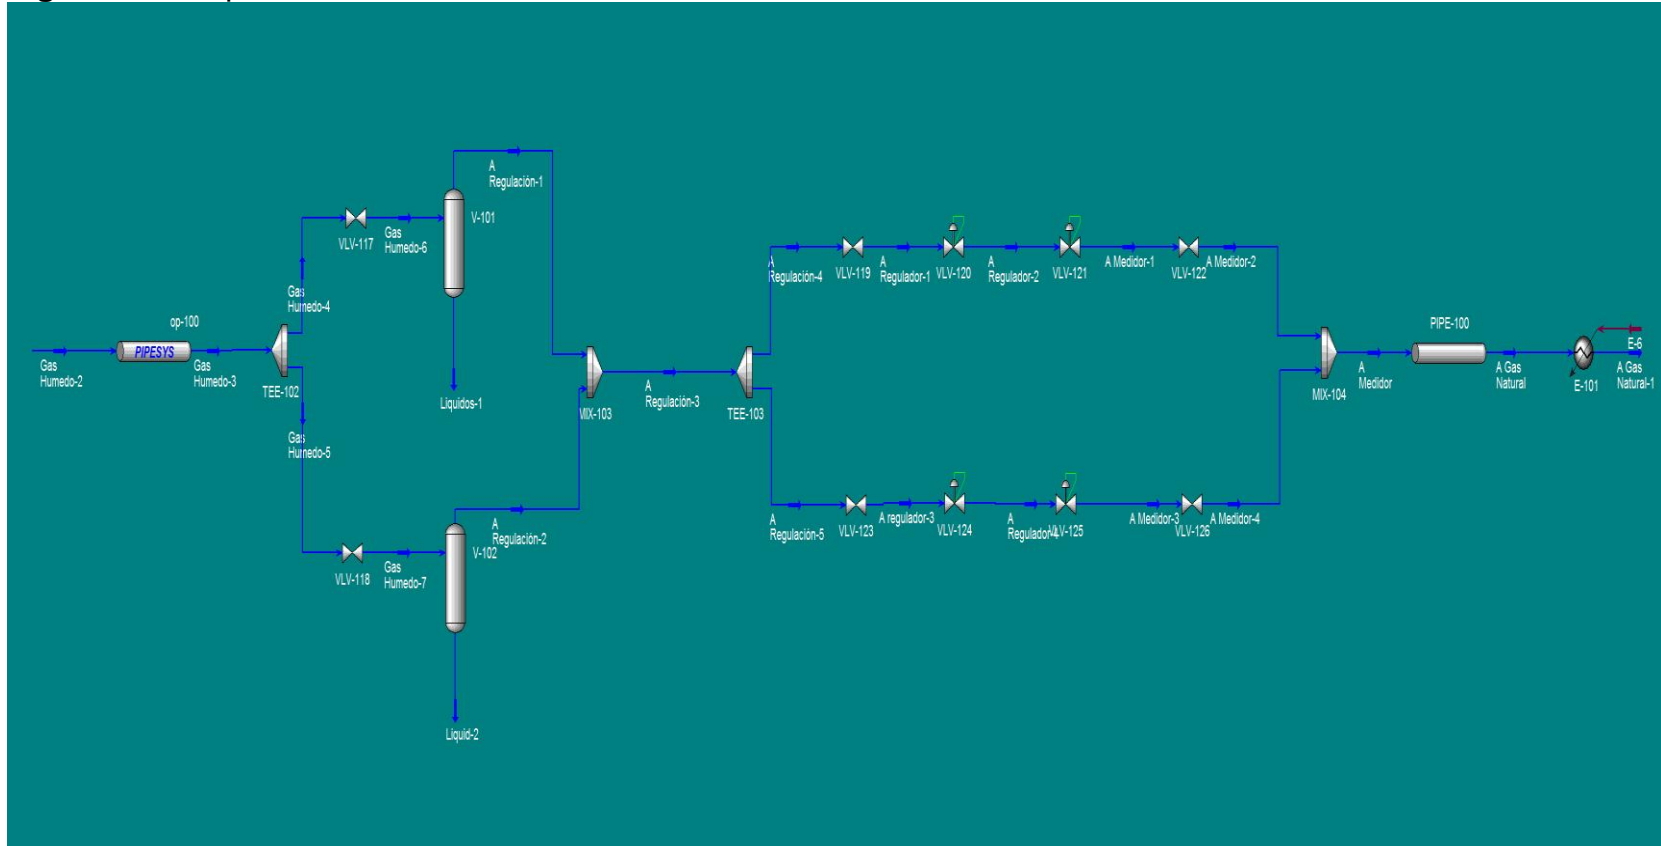 A
Regulación-1
V-101
VLV-117
Gas
Humedo-6
Gas
Humedo-4
op-100
PIPESYS
Gas
Humedo-2
Gas
Humedo-3
TEE-102
Liquidos-1
Gas
Humedo-5
MIX-103
A
Regulación-3
TEE-103
A
Regulación-4
VLV-119
A
Regulador-1
VLV-120
A
Regulador-2
VLV-121
A Medidor-1
VLV-122
A Medidor-2
PIPE-100
E-6
MIX-104
A
Medidor
A Gas
Natural
E-101
A Gas
Natural-1
A
Regulación-2
V-102
VLV-118
Gas
Humedo-7
Liquid-2
A
Regulación-5
VLV-123
A regulador-3
VLV-124
A
Regulador-4
VLV-125
A Medidor-3
VLV-126
A Medidor-4